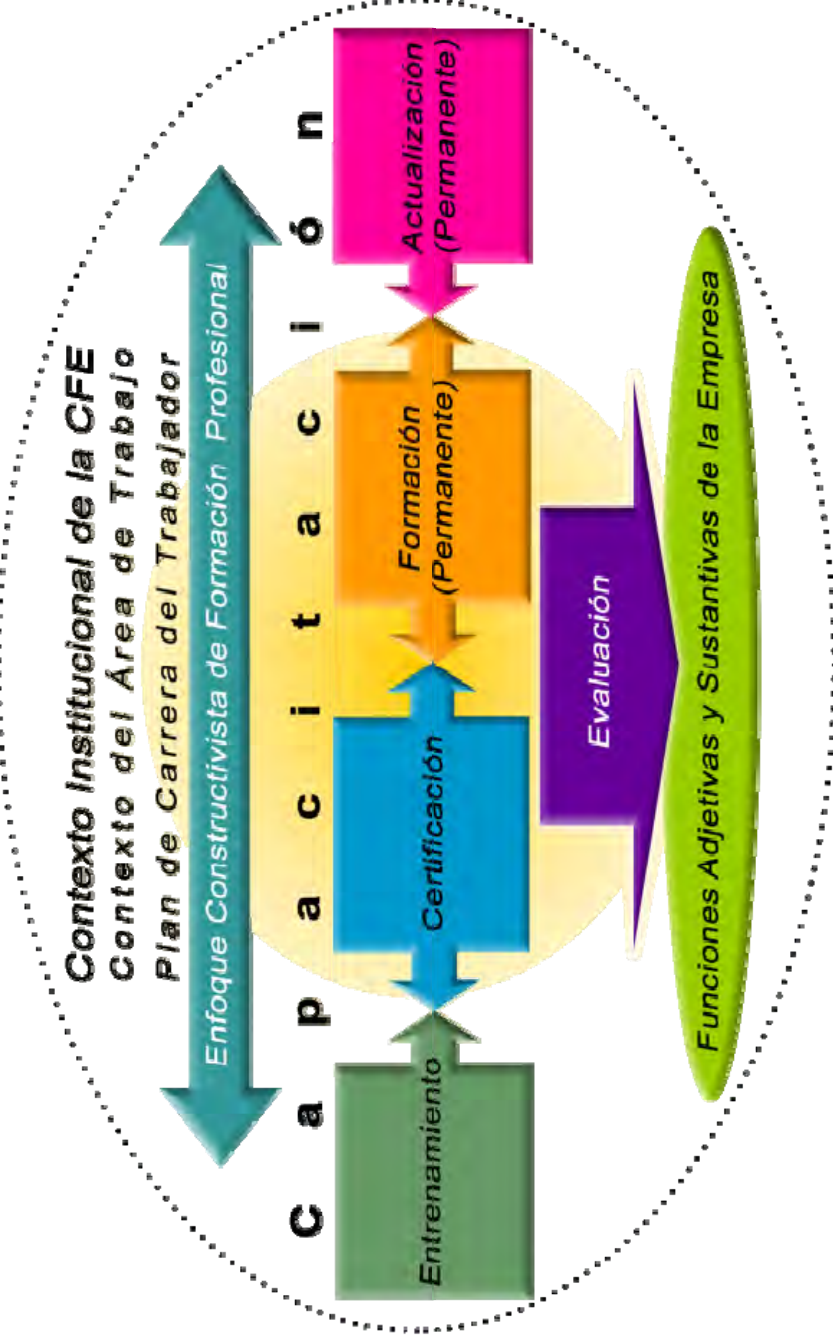 Contexto Institucional de la CFE
Contexto del Área de Trabajo
Plan de Carrera del Trabajador
Enfoque Constructivista de Formación Profesional
Capacitación
Entrenamiento
Certificación
Formación
(Permanente)
Actualización
(Permanente)
Evaluación
Funciones Adjetivas y Sustantivas de la Empresa